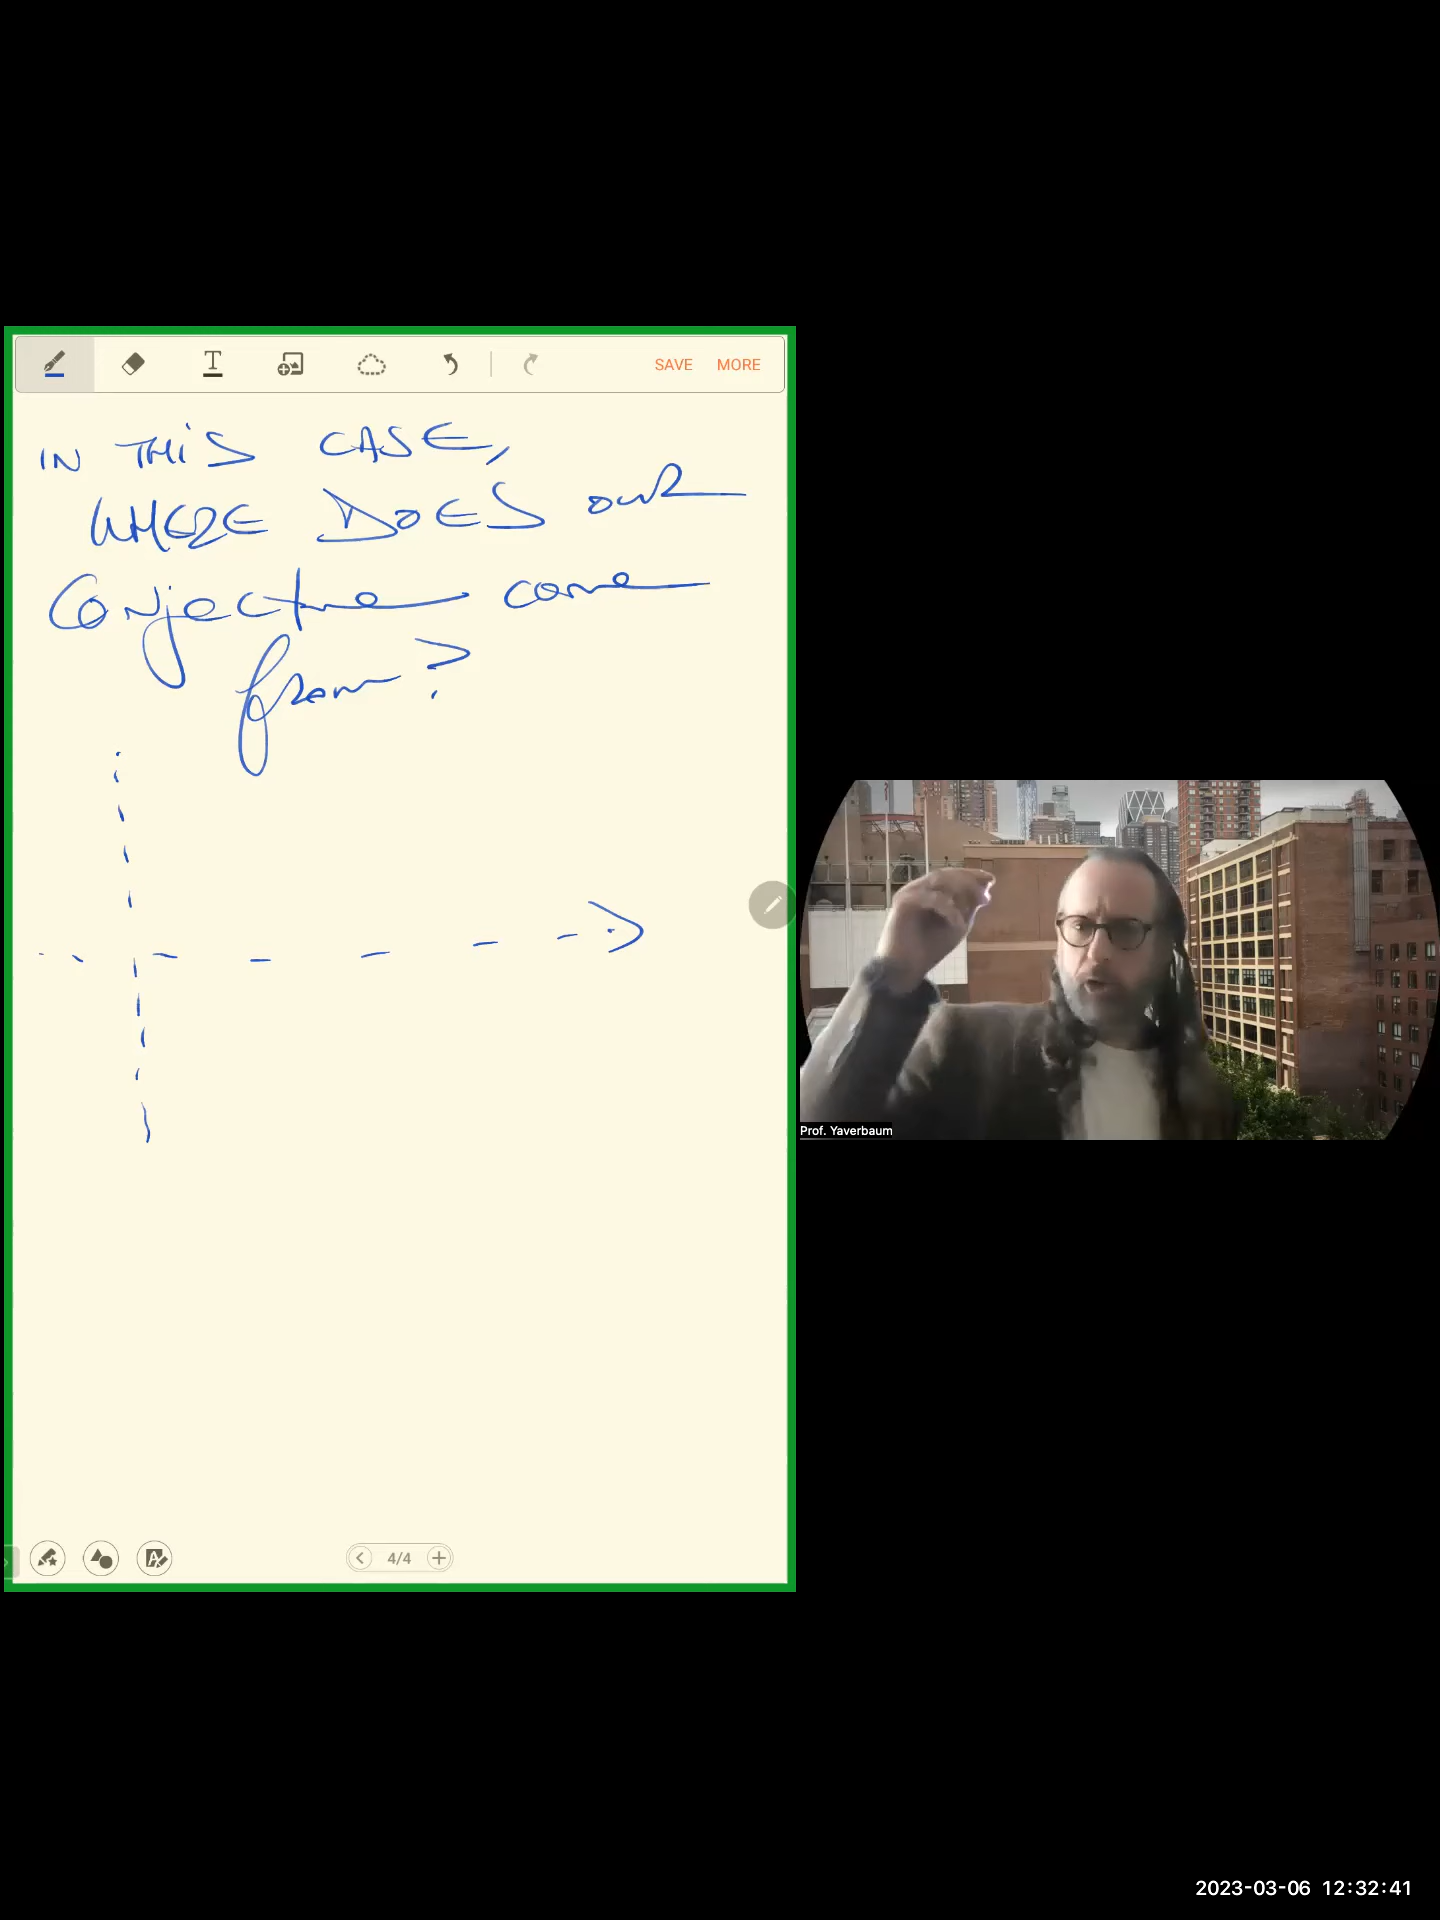 T
SAVE MORE
IN THIS CASE,
WHERE DOES our
Conjecture come
from?
4/4
Prof. Yaverbaum
2023-03-06 12:32:41